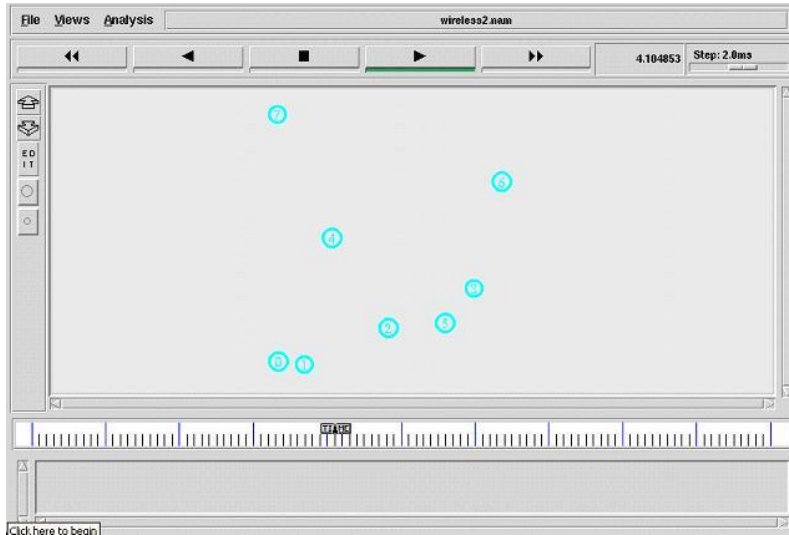 File Views Analysis wireless2.nam
4.104853 Step: 2.0ms
7
ED
IT
6
4
3
2 5
0 1
TIME
Click here to begin